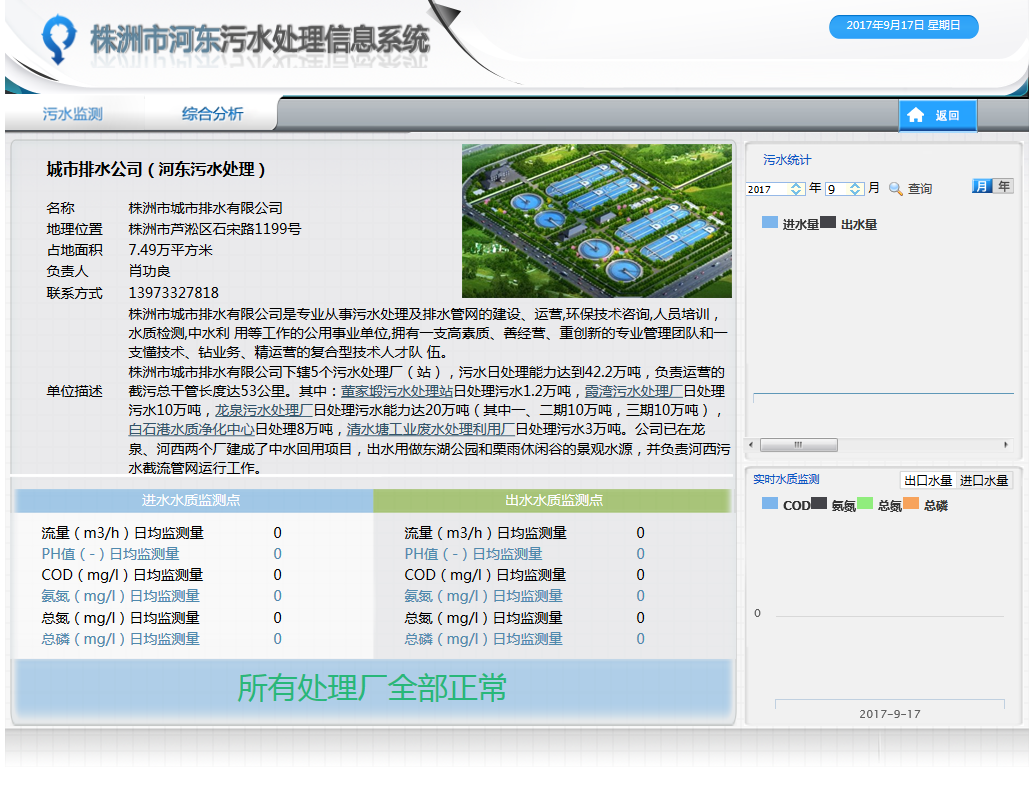 株洲市河东污水处理信息系统
2017年9月17日 星期日
污水监测
综合分析
返回
城市排水公司（河东污水处理）
名称 株洲市城市排水有限公司
地理位置 株洲市芦淞区石宋路1199号
占地面积 7.49万平方米
负责人 肖功良
联系方式 13973327818
单位描述
株洲市城市排水有限公司是专业从事污水处理及排水管网的建设、运营,环保技术咨询,人员培训，
水质检测,中水利 用等工作的公用事业单位,拥有一支高素质、善经营、重创新的专业管理团队和一
支懂技术、钻业务、精运营的复合型技术人才队 伍。
株洲市城市排水有限公司下辖5个污水处理厂（站），污水日处理能力达到42.2万吨，负责运营的
截污总干管长度达53公里。其中：董家塅污水处理站日处理污水1.2万吨，霞湾污水处理厂日处理
污水10万吨，龙泉污水处理厂日处理污水能力达20万吨（其中一、二期10万吨，三期10万吨），
白石港水质净化中心日处理8万吨，清水塘工业废水处理利用厂日处理污水3万吨。公司已在龙
泉、河西两个厂建成了中水回用项目，出水用做东湖公园和栗雨休闲谷的景观水源，并负责河西污
水截流管网运行工作。
进水水质监测点
流量（m3/h）日均监测量 0
PH值（-）日均监测量 0
COD（mg/l）日均监测量 0
氨氮（mg/l）日均监测量 0
总氮（mg/l）日均监测量 0
总磷（mg/l）日均监测量 0
出水水质监测点
流量（m3/h）日均监测量 0
PH值（-）日均监测量 0
COD（mg/l）日均监测量 0
氨氮（mg/l）日均监测量 0
总氮（mg/l）日均监测量 0
总磷（mg/l）日均监测量 0
所有处理厂全部正常
污水统计
2017 年 9 月 查询 月 年
进水量 出水量
实时水质监测 出口水量 进口水量
COD 氨氮 总氮 总磷
0
2017-9-17